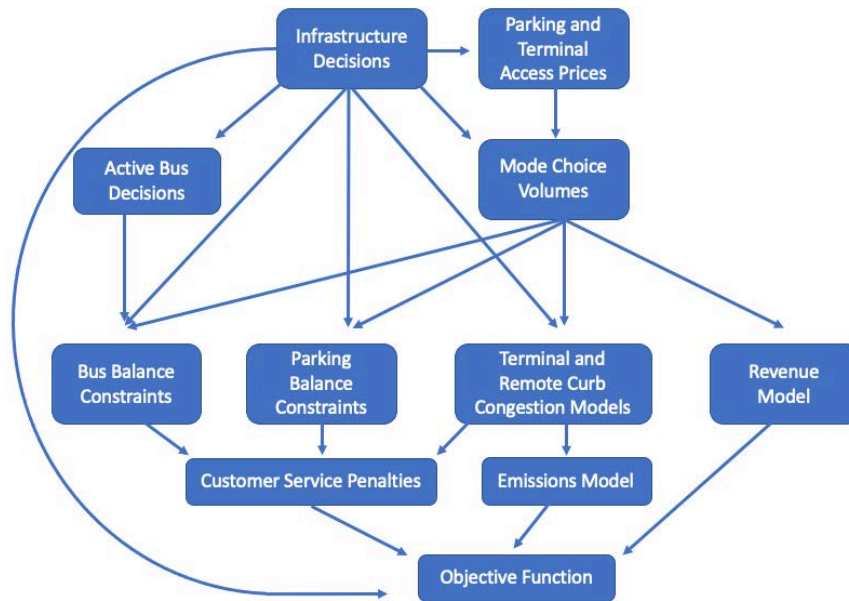 Infrastructure
Decisions
Parking and
Terminal
Access Prices
Active Bus
Decisions
Mode Choice
Volumes
Bus Balance
Constraints
Parking
Balance
Constraints
Terminal and
Remote Curb
Congestion Models
Revenue
Model
Customer Service Penalties
Emissions Model
Objective Function